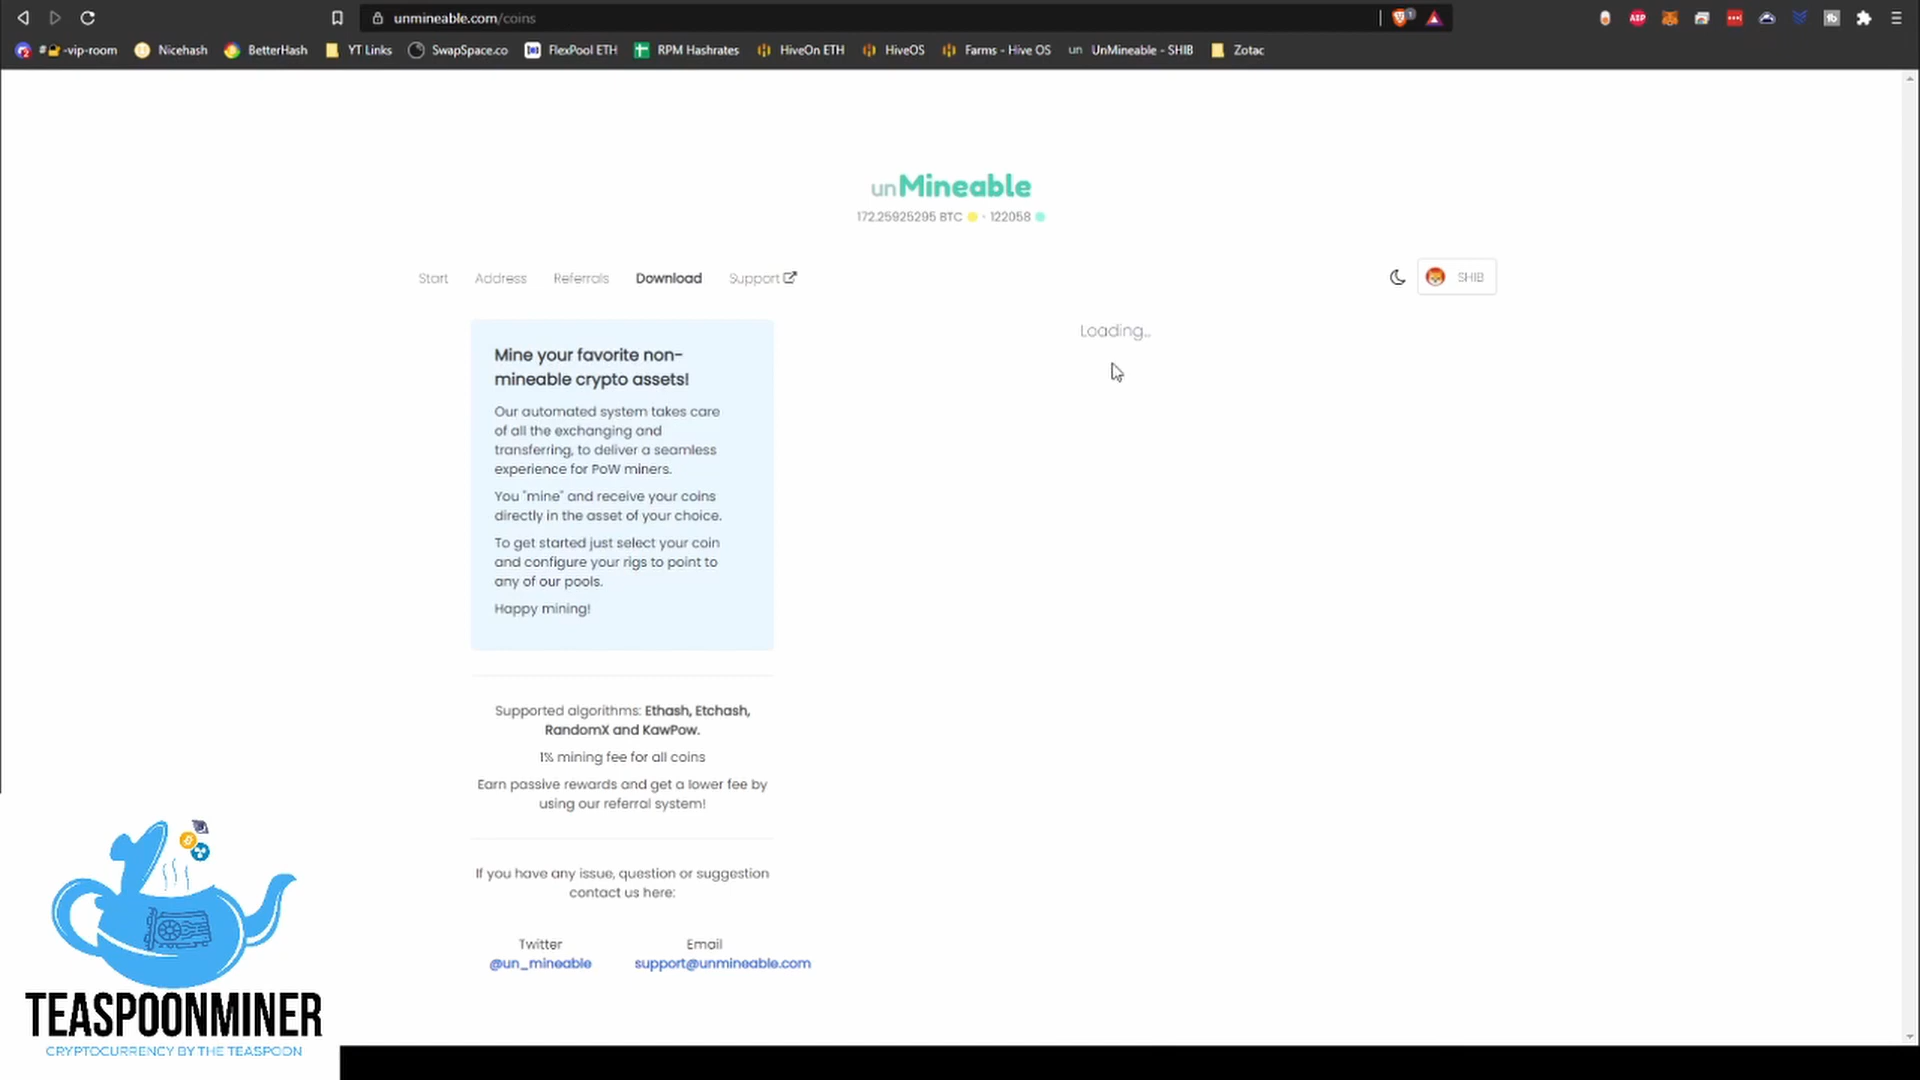 unmineable.com/coins
1
# -vip-room
Nicehash
BetterHash
YT Links
SwapSpace.co
FlexPool ETH
RPM Hashrates
HiveOn ETH
HiveOS
Farms - Hive OS
un UnMineable - SHIB
Zotac
unMineable
172.25925295 BTC - 122058
Start
Address
Referrals
Download
Support
SHIB
Loading...
Mine your favorite non-
mineable crypto assets!
Our automated system takes care
of all the exchanging and
transferring, to deliver a seamless
experience for PoW miners.
You "mine" and receive your coins
directly in the asset of your choice.
To get started just select your coin
and configure your rigs to point to
any of our pools.
Happy mining!
Supported algorithms: Ethash, Etchash,
RandomX and KawPow.
1% mining fee for all coins
Earn passive rewards and get a lower fee by
using our referral system!
If you have any issue, question or suggestion
contact us here:
Twitter
@un_mineable
Email
support@unmineable.com
TEASPOONMINER
CRYPTOCURRENCY BY THE TEASPOON